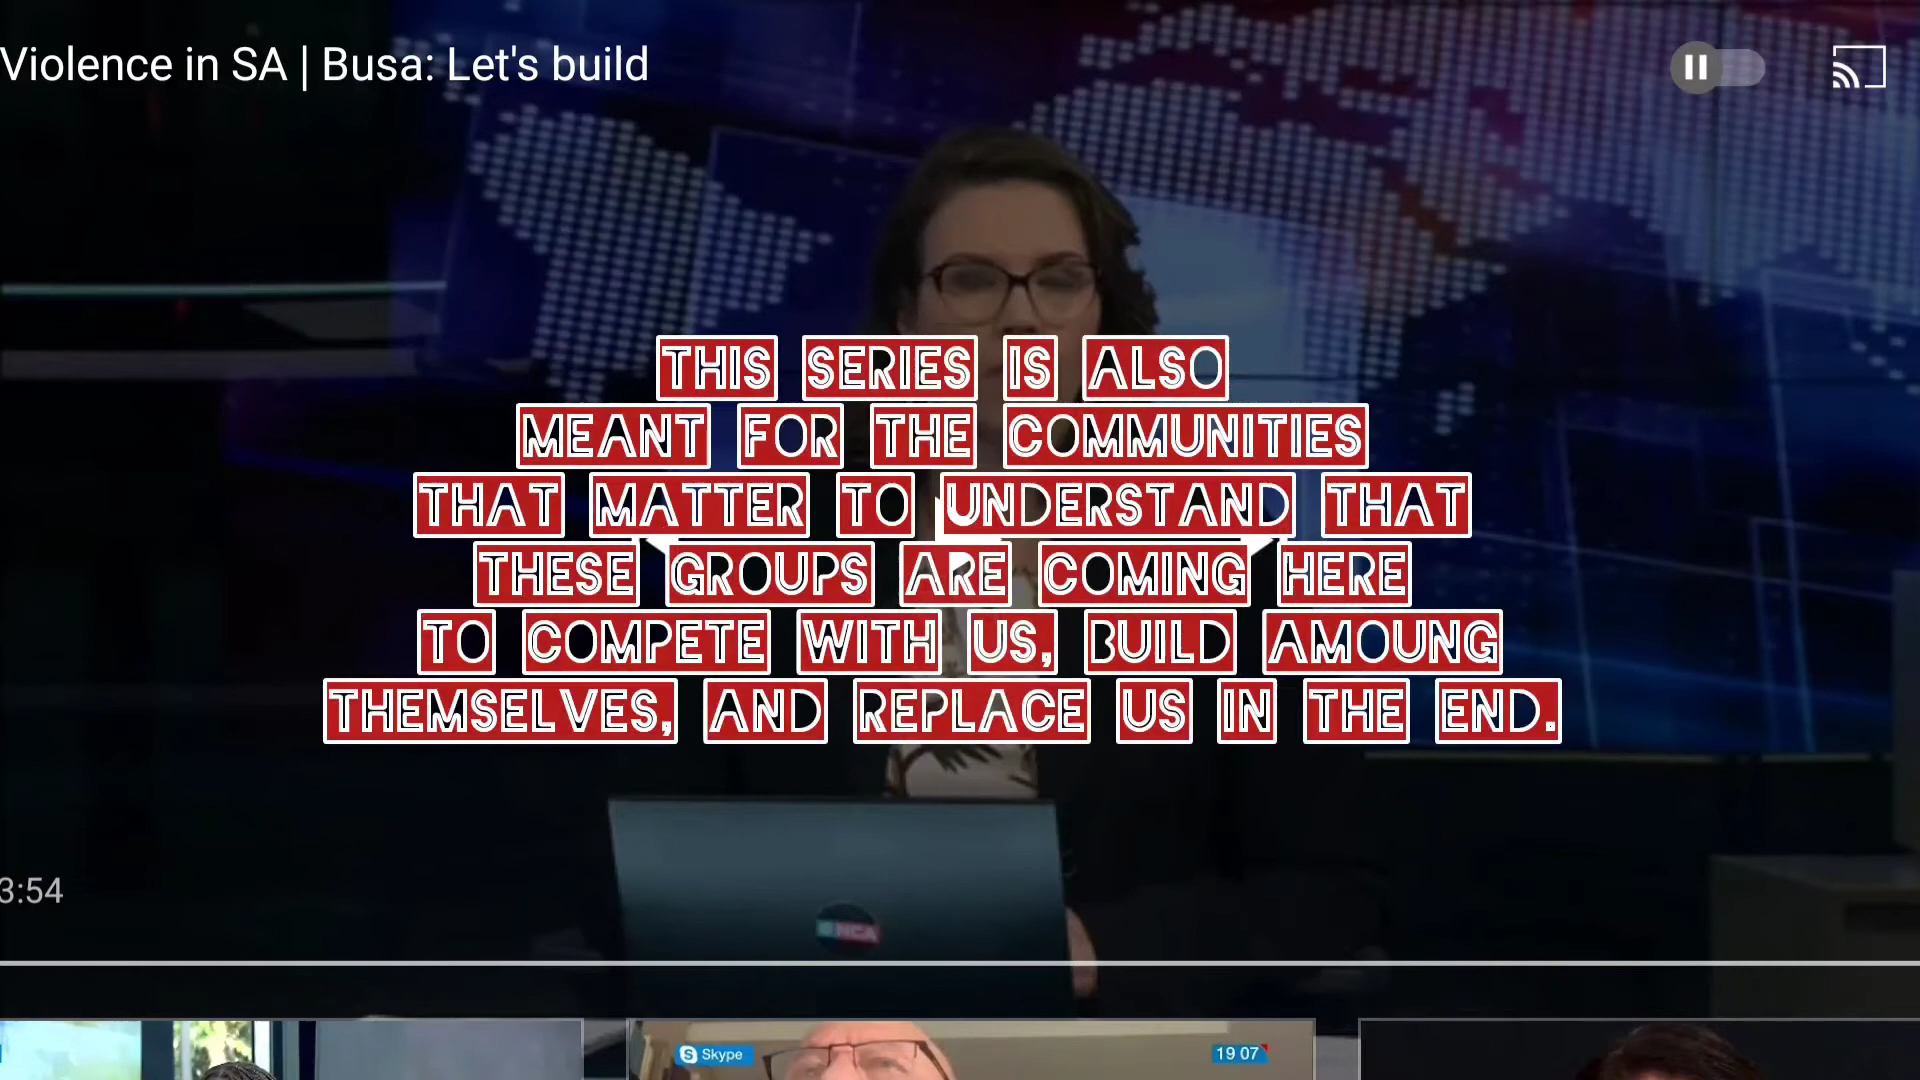 Violence in SA | Busa: Let's build
THIS SERIES IS ALSO
MEANT FOR THE COMMUNITIES
THAT MATTER TO UNDERSTAND THAT
THESE GROUPS ARE COMING HERE
TO COMPETE WITH US, BUILD AMOUNG
THEMSELVES, AND REPLACE US IN THE END.
3:54
Skype
19 07